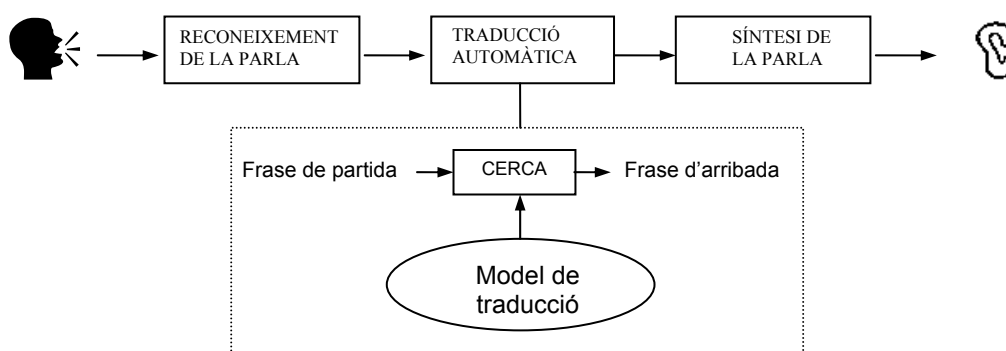 RECONEIXEMENT
DE LA PARLA
TRADUCCIÓ
AUTOMÀTICA
SÍNTESI DE
LA PARLA
Frase de partida
CERCA
Frase d’arribada
Model de
traducció